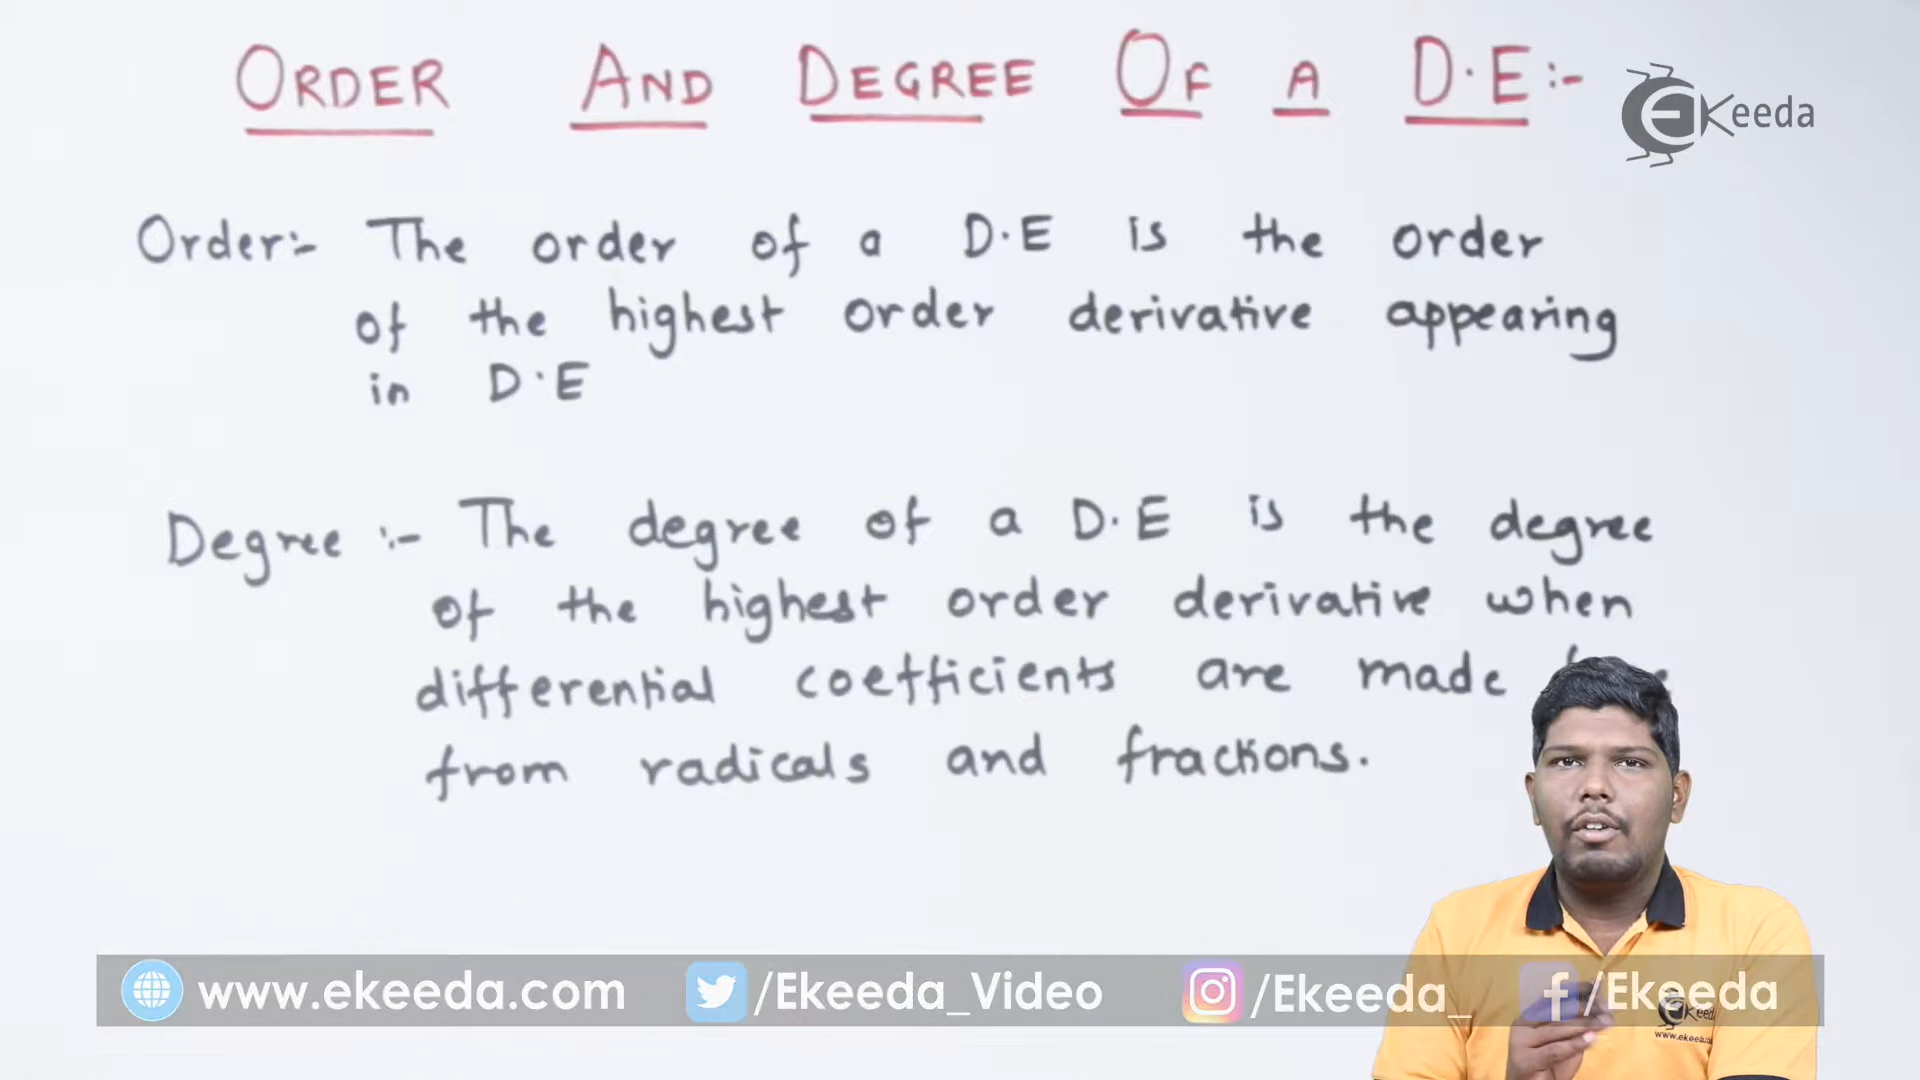 ORDER AND DEGREE OF A D.E:-
EKeeda
Order:- The order of a D.E is the order
of the highest order derivative appearing
in D.E
Degree :- The degree of a D.E is the degree
of the highest order derivative when
differential coefficients are made
from radicals and fractions.
www.ekeeda.com /Ekeeda_Video /Ekeeda_ /Ekeeda